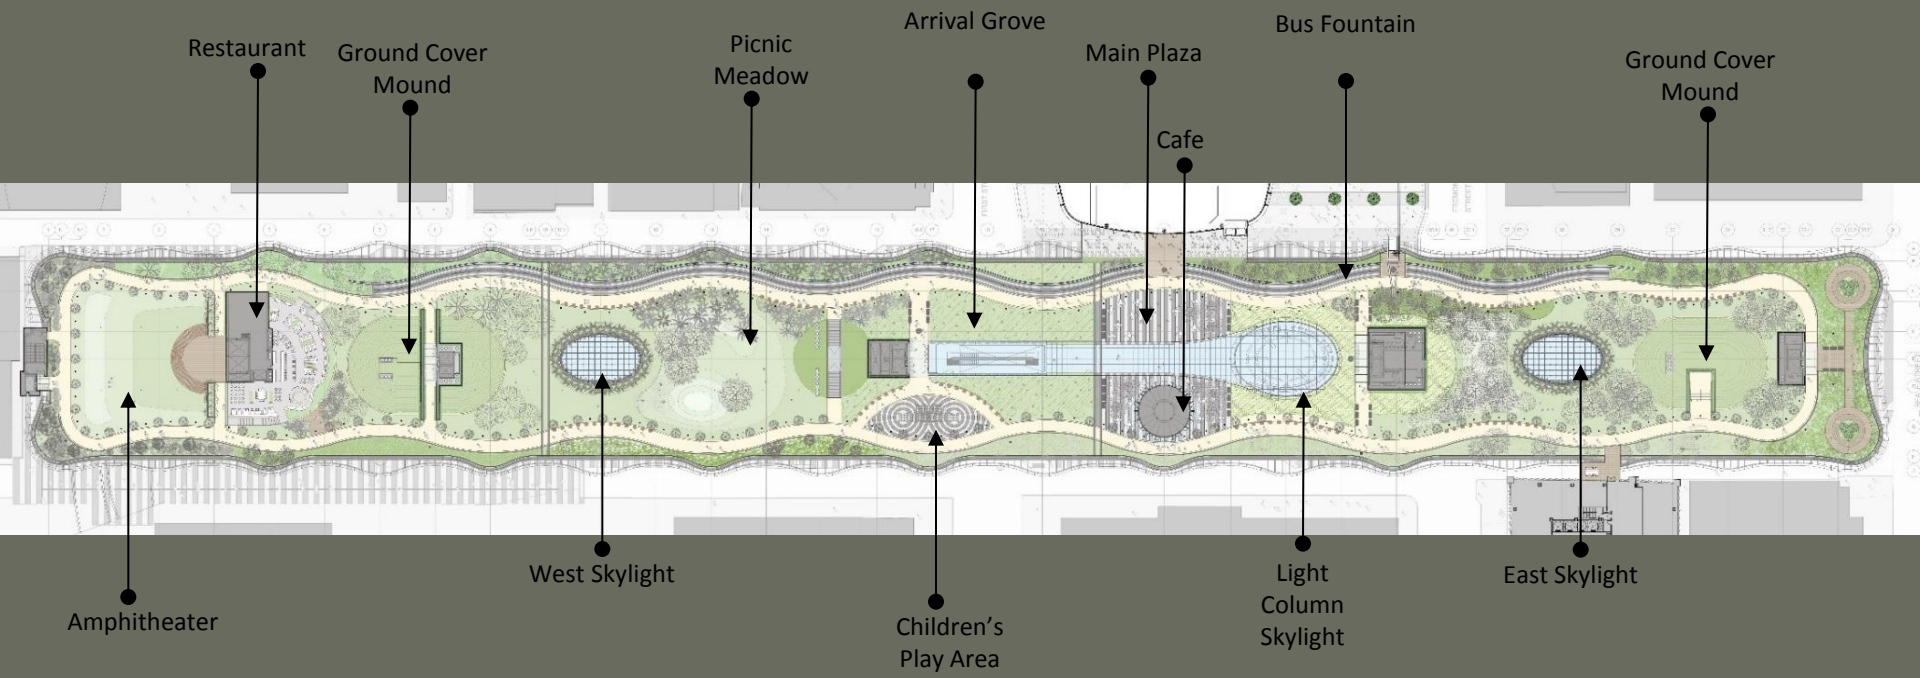 Arrival Grove
Bus Fountain
Restaurant
Ground Cover
Mound
Picnic
Meadow
Main Plaza
Ground Cover
Mound
Cafe
West Skylight
Light
Column
Skylight
East Skylight
Amphitheater
Children's
Play Area